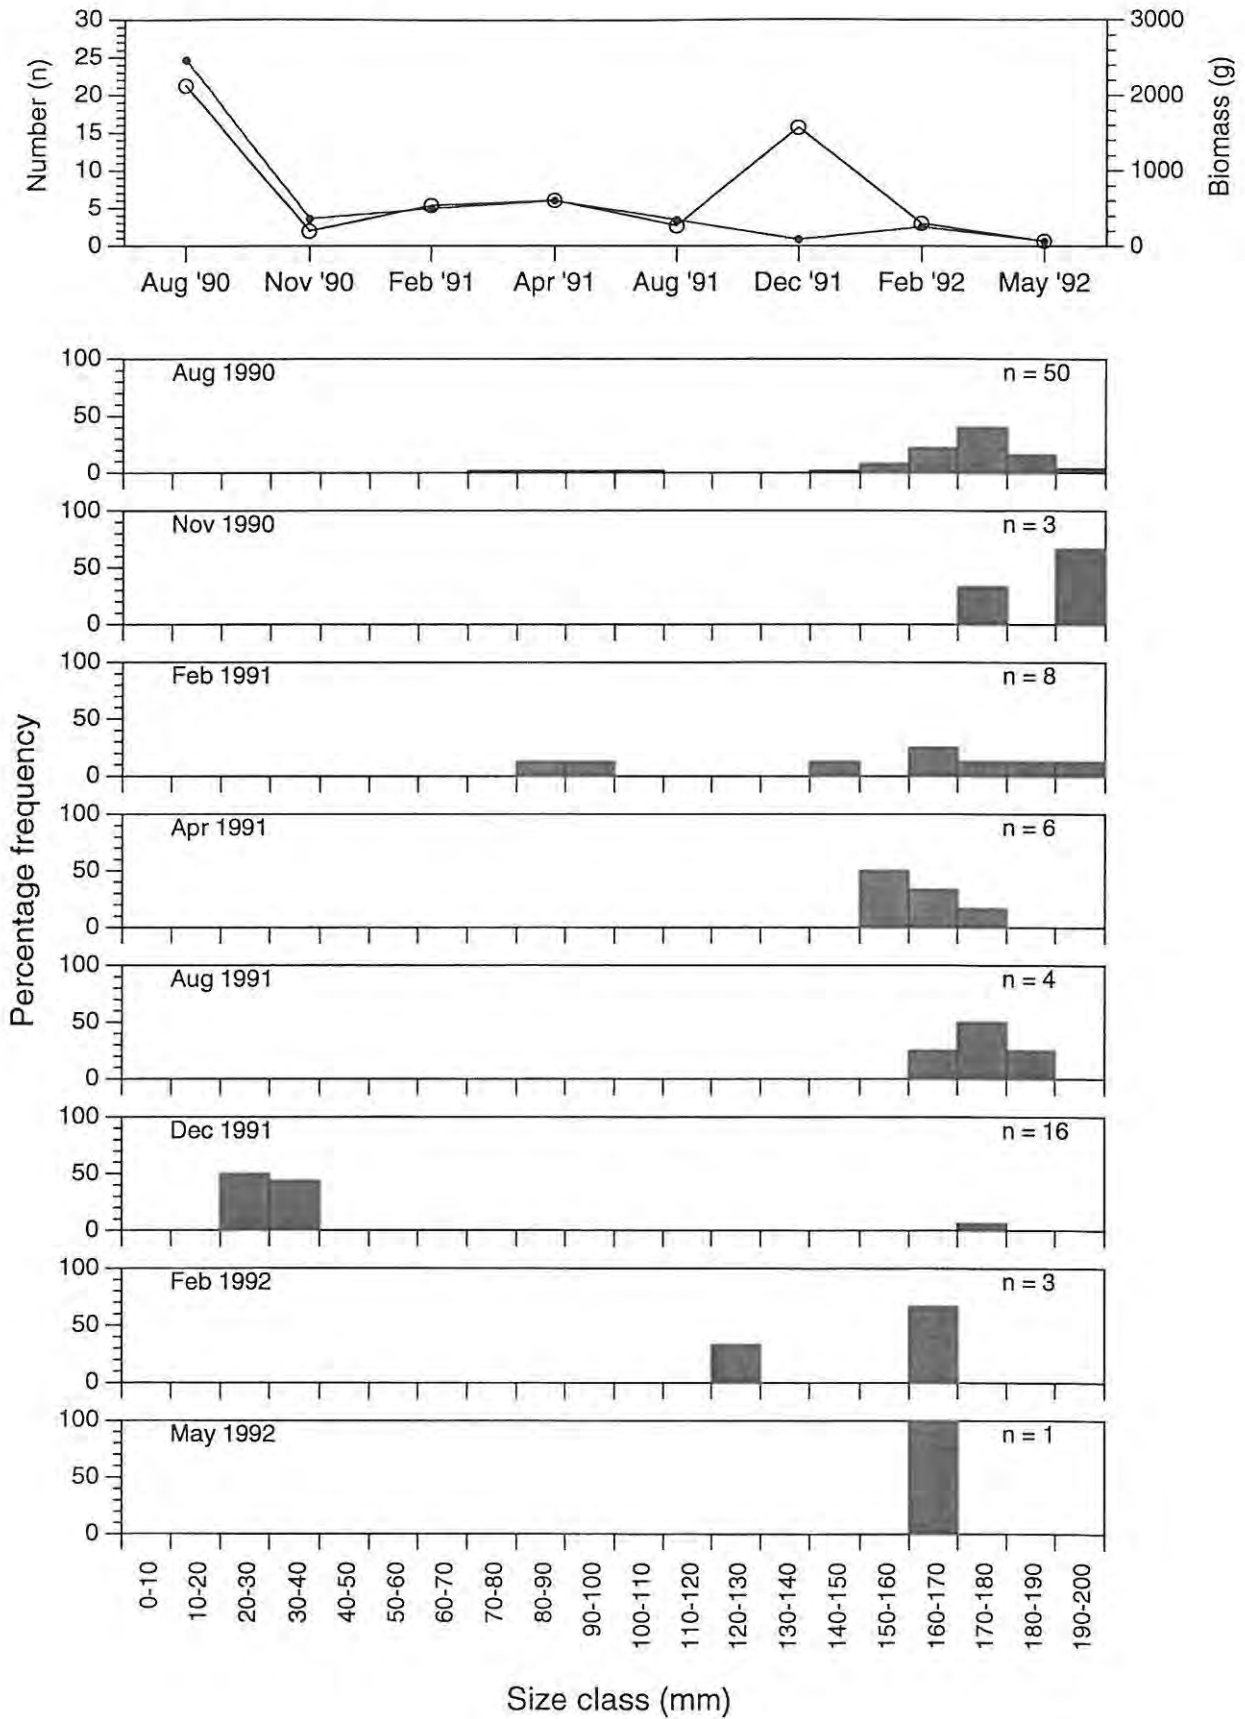 Number (n)
30
25
20
15
10
5
0
3000
2000
1000
0
Biomass (g)
Aug '90 Nov '90 Feb '91 Apr '91 Aug '91 Dec '91 Feb '92 May '92
Percentage frequency
100
50
0
Aug 1990 n = 50
100
50
0
Nov 1990 n = 3
100
50
0
Feb 1991 n = 8
100
50
0
Apr 1991 n = 6
100
50
0
Aug 1991 n = 4
100
50
0
Dec 1991 n = 16
100
50
0
Feb 1992 n = 3
100
50
0
May 1992 n = 1
0-10 10-20 20-30 30-40 40-50 50-60 60-70 70-80 80-90 90-100 100-110 110-120 120-130 130-140 140-150 150-160 160-170 170-180 180-190 190-200
Size class (mm)